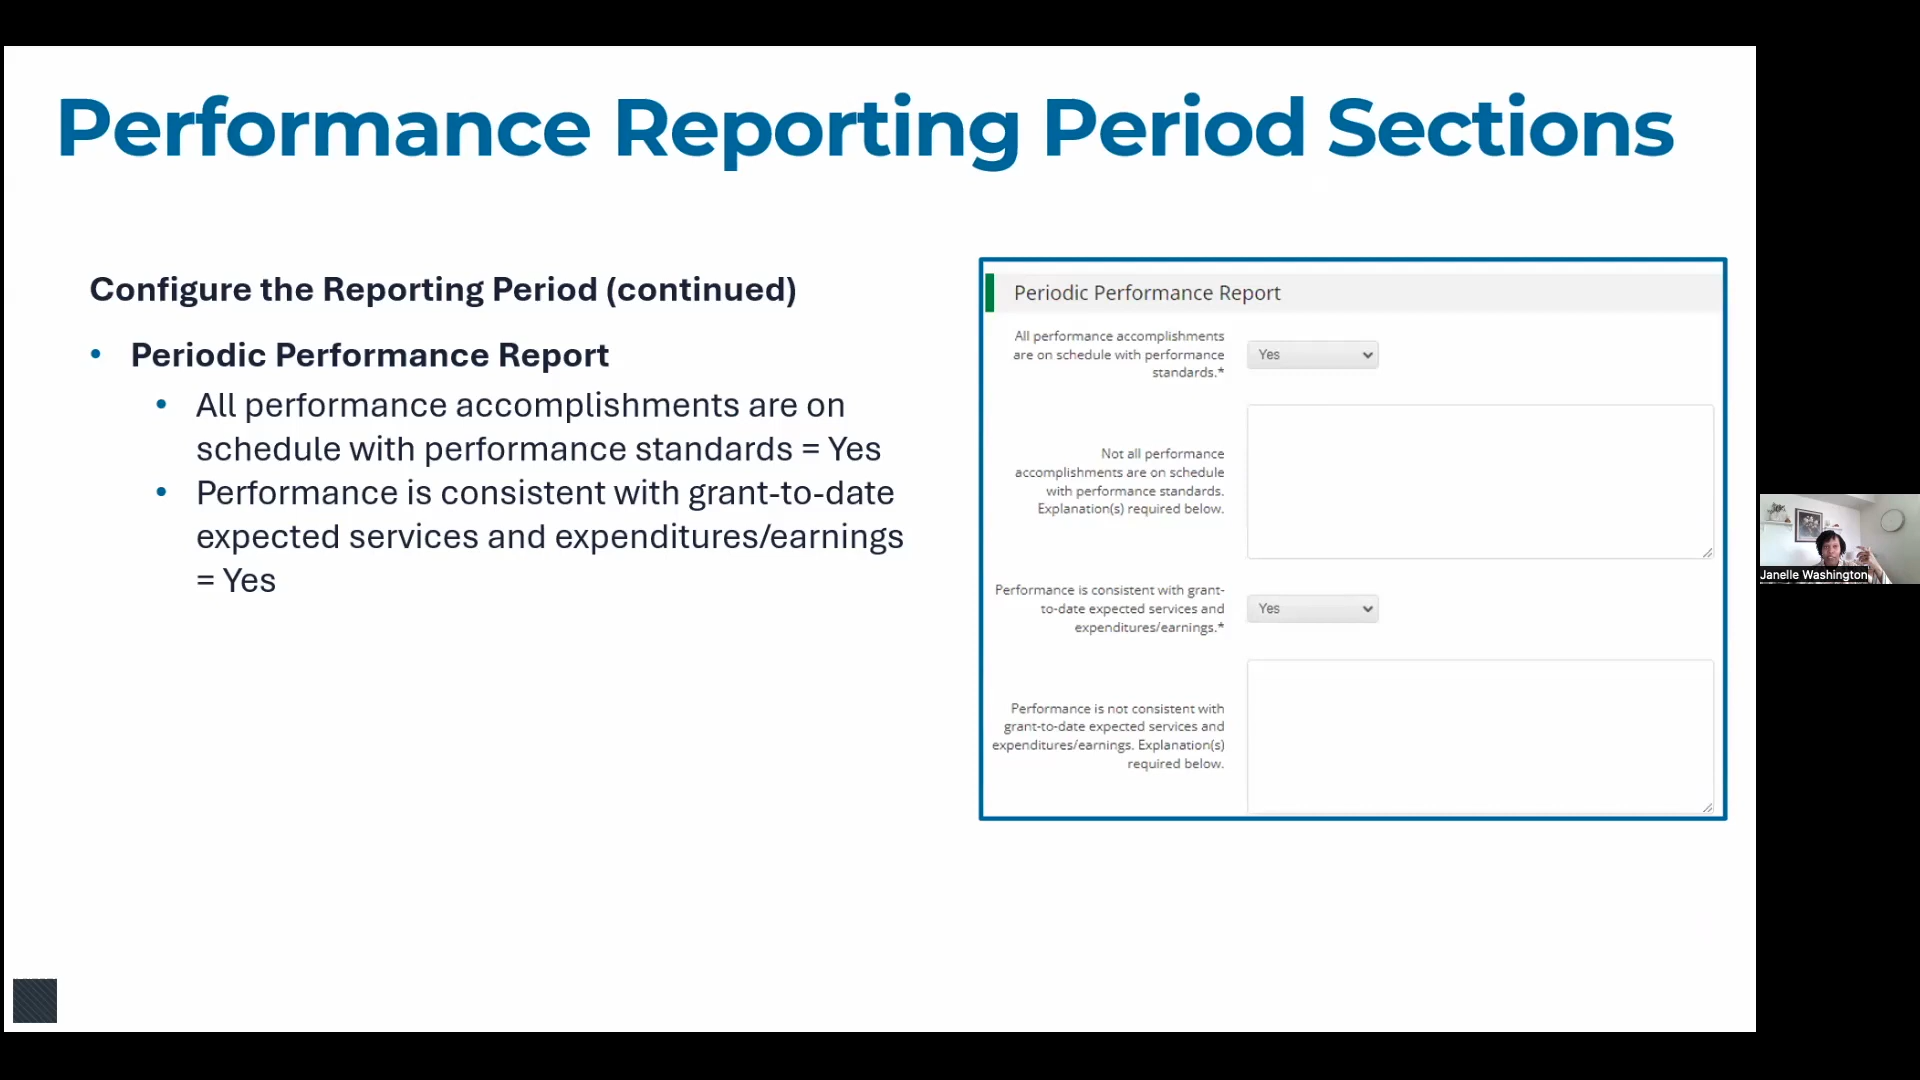 Performance Reporting Period Sections
Configure the Reporting Period (continued)
• Periodic Performance Report
• All performance accomplishments are on
schedule with performance standards = Yes
• Performance is consistent with grant-to-date
expected services and expenditures/earnings
= Yes
Periodic Performance Report
All performance accomplishments
are on schedule with performance
standards.*
Yes
Not all performance
accomplishments are on schedule
with performance standards.
Explanation(s) required below.
Performance is consistent with grant-
to-date expected services and
expenditures/earnings.*
Yes
Performance is not consistent with
grant-to-date expected services and
expenditures/earnings. Explanation(s)
required below.
Janelle Washington